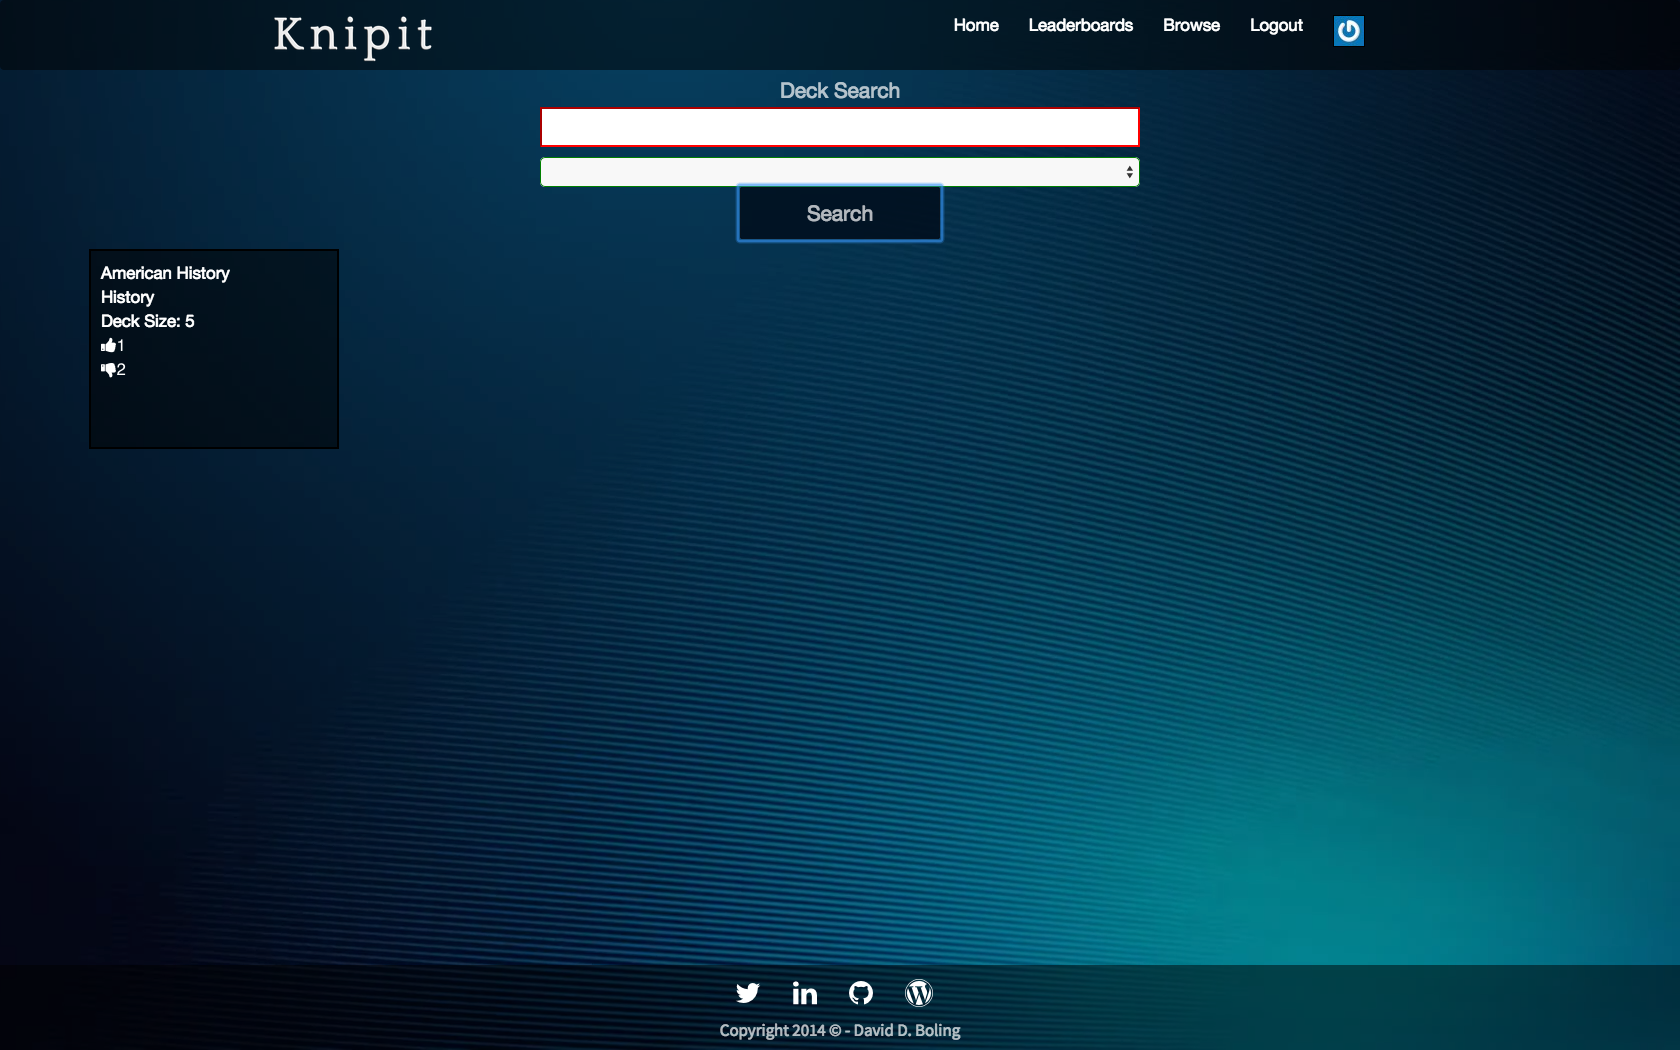 Knipit
Home Leaderboards Browse Logout
Deck Search
Search
American History
History
Deck Size: 5
1
2
Copyright 2014 © - David D. Boling